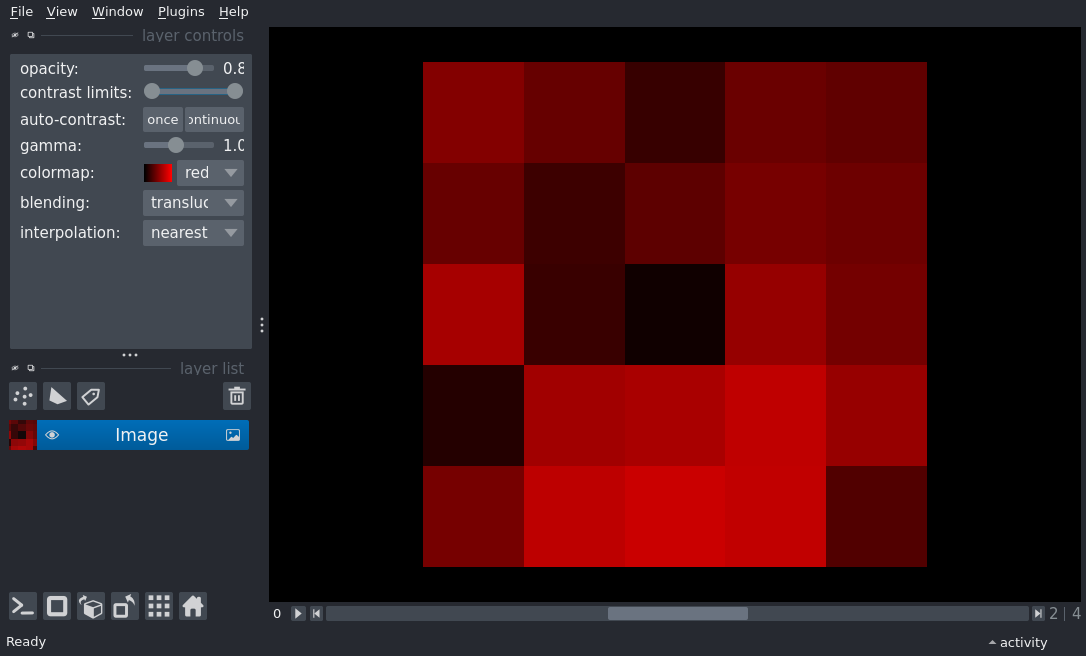 File View Window Plugins Help
layer controls
opacity: 0.8
contrast limits:
auto-contrast: once ontinuou
gamma: 1.0
colormap: red
blending: transluc
interpolation: nearest
layer list
Image
0 2 | 4
Ready activity